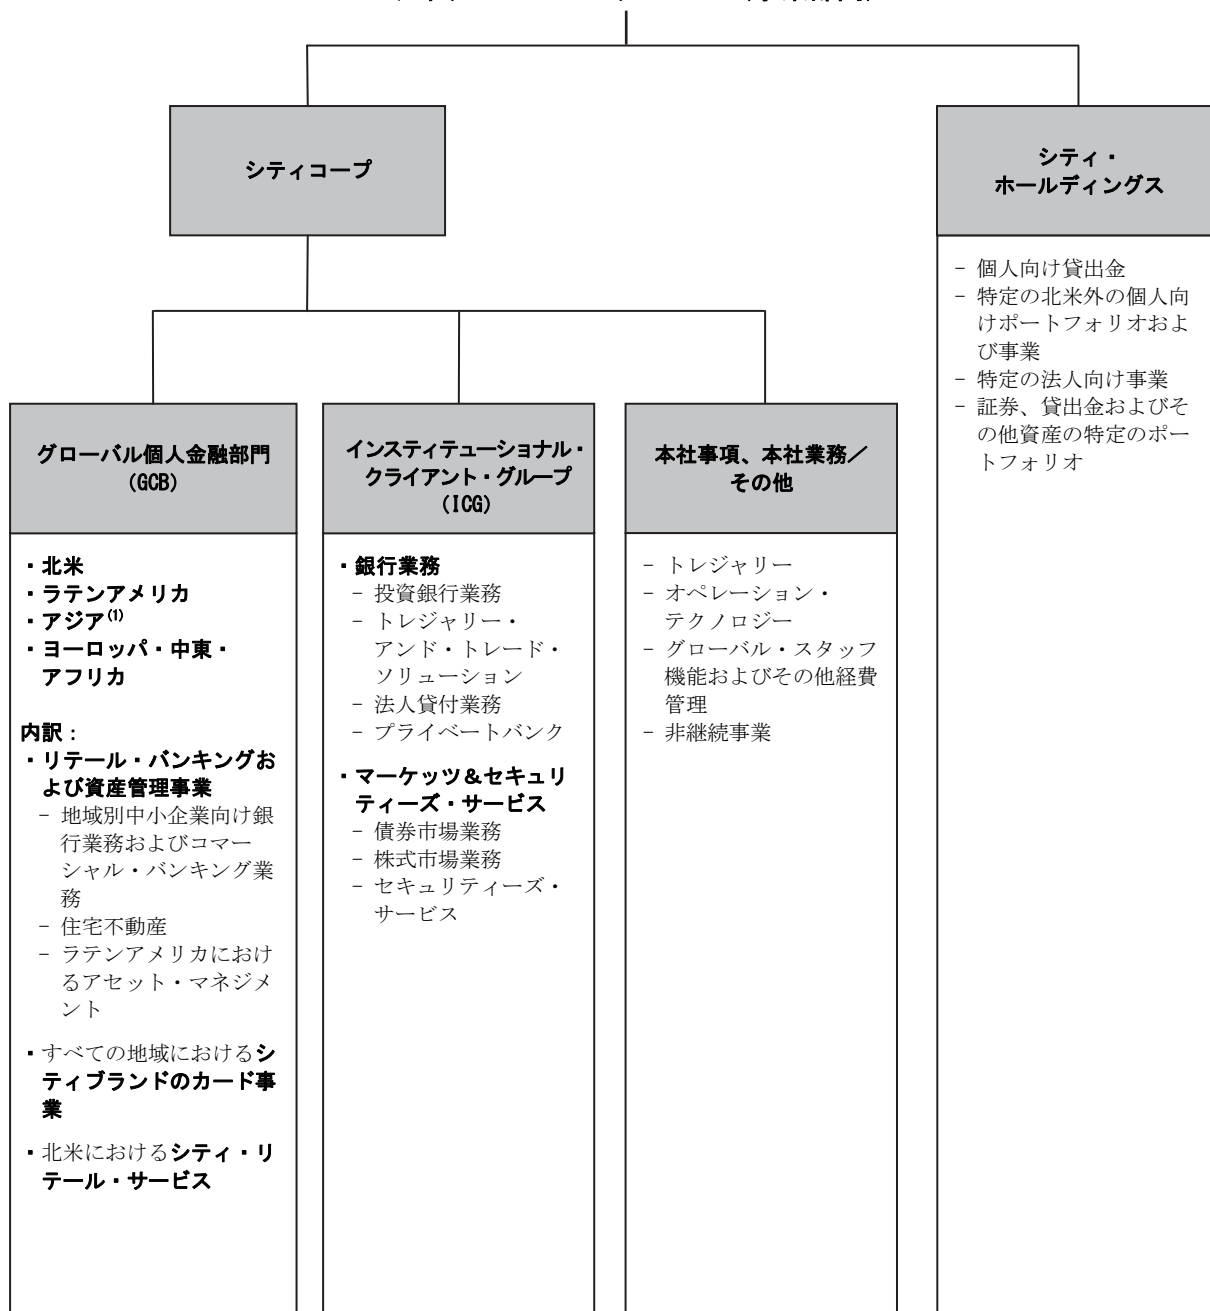 シティコープ
シティ・
ホールディングス
- 個人向け貸出金
- 特定の北米外の個人向
けポートフォリオおよ
び事業
- 特定の法人向け事業
- 証券、貸出金およびそ
の他資産の特定のポー
トフォリオ
グローバル個人金融部門
(GCB)
・北米
・ラテンアメリカ
・アジア(1)
・ヨーロッパ・中東・
アフリカ
内訳：
・リテール・バンキングお
よび資産管理事業
- 地域別中小企業向け銀
行業務およびコマー
シャル・バンキング業
務
- 住宅不動産
- ラテンアメリカにおけ
るアセット・マネジメ
ント
・すべての地域におけるシ
ティブランドのカード事
業
・北米におけるシティ・リ
テール・サービス
インスティテューショナル・
クライアント・グループ
(ICG)
・銀行業務
- 投資銀行業務
- トレジャリー・
アンド・トレード・
ソリューション
- 法人貸付業務
- プライベートバンク
・マーケッツ＆セキュリ
ティーズ・サービス
- 債券市場業務
- 株式市場業務
- セキュリティーズ・
サービス
本社事項、本社業務／
その他
- トレジャリー
- オペレーション・
テクノロジー
- グローバル・スタッフ
機能およびその他経費
管理
- 非継続事業